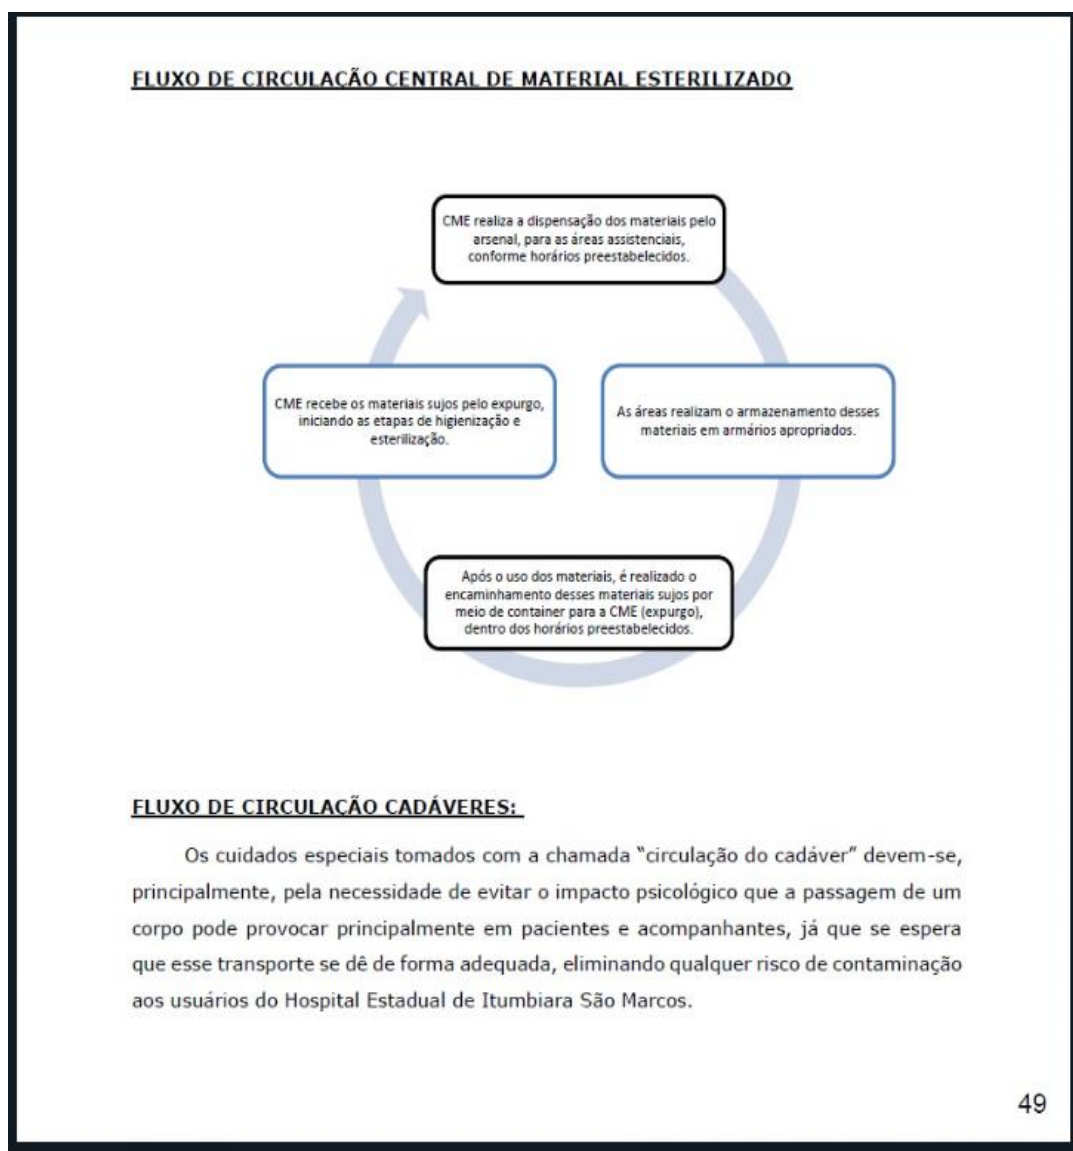 FLUXO DE CIRCULAÇÃO CENTRAL DE MATERIAL ESTERILIZADO
CME realiza a dispensação dos materiais pelo
arsenal, para as áreas assistenciais,
conforme horários preestabelecidos.
CME recebe os materiais sujos pelo expurgo,
iniciando as etapas de higienização e
esterilização.
As áreas realizam o armazenamento desses
materiais em armários apropriados.
Após o uso dos materiais, é realizado o
encaminhamento desses materiais sujos por
meio de container para a CME (expurgo),
dentro dos horários preestabelecidos.
FLUXO DE CIRCULAÇÃO CADÁVERES:
Os cuidados especiais tomados com a chamada “circulação do cadáver” devem-se,
principalmente, pela necessidade de evitar o impacto psicológico que a passagem de um
corpo pode provocar principalmente em pacientes e acompanhantes, já que se espera
que esse transporte se dê de forma adequada, eliminando qualquer risco de contaminação
aos usuários do Hospital Estadual de Itumbiara São Marcos.
49